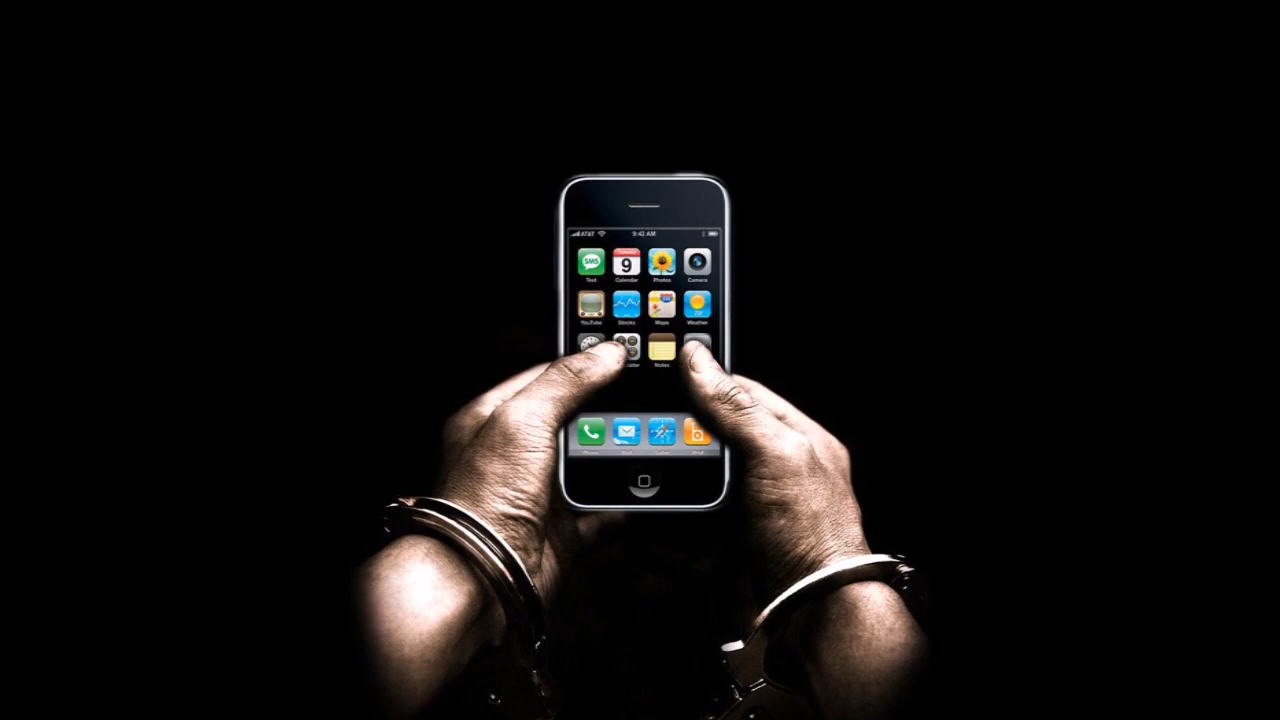 AT&T 9:42 AM
SMS 9
Text Calendar Photos Camera
YouTube Stocks Maps Weather
Notes